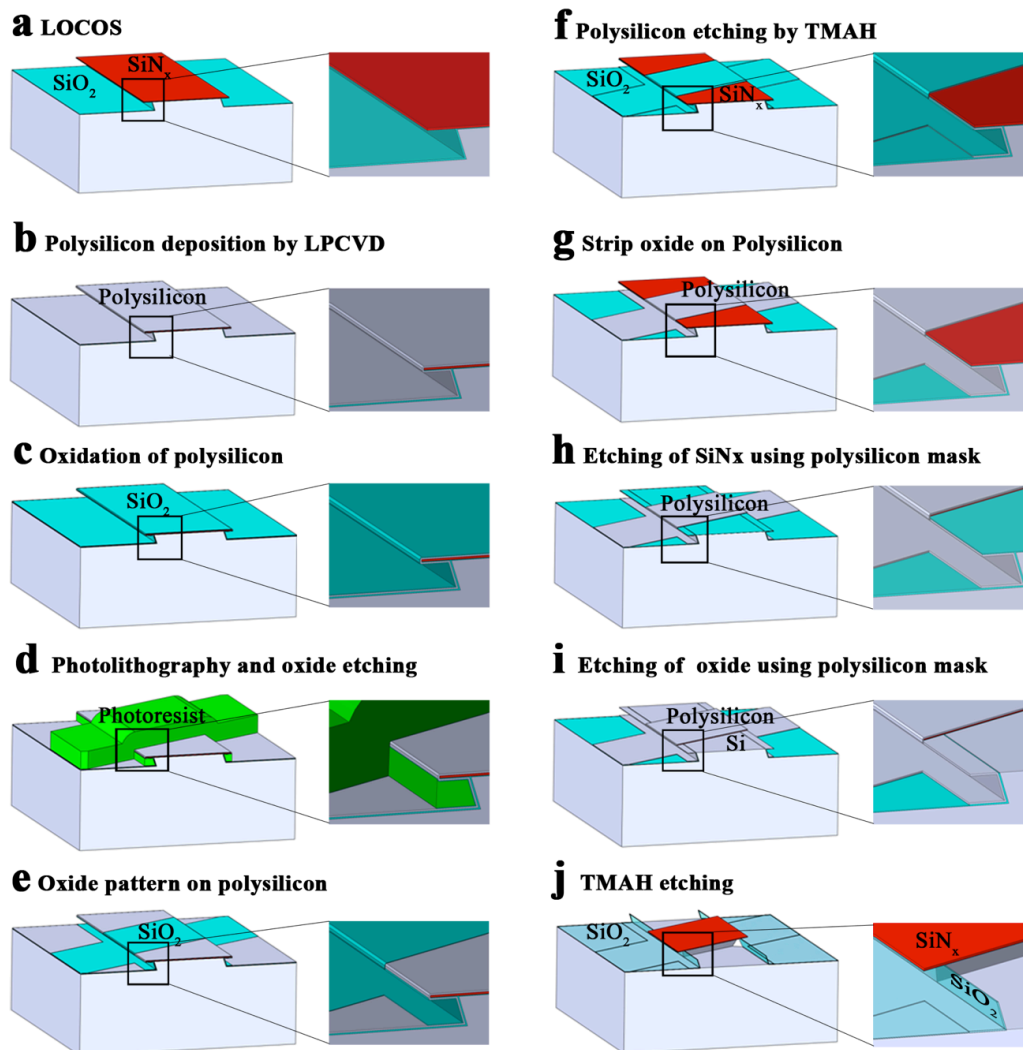 a LOCOS
SiNₓ
SiO₂
b Polysilicon deposition by LPCVD
Polysilicon
c Oxidation of polysilicon
SiO₂
d Photolithography and oxide etching
Photoresist
e Oxide pattern on polysilicon
SiO₂
f Polysilicon etching by TMAH
SiO₂
SiNₓ
g Strip oxide on Polysilicon
Polysilicon
h Etching of SiNx using polysilicon mask
Polysilicon
i Etching of oxide using polysilicon mask
Polysilicon
Si
j TMAH etching
SiO₂
SiNₓ
SiO₂